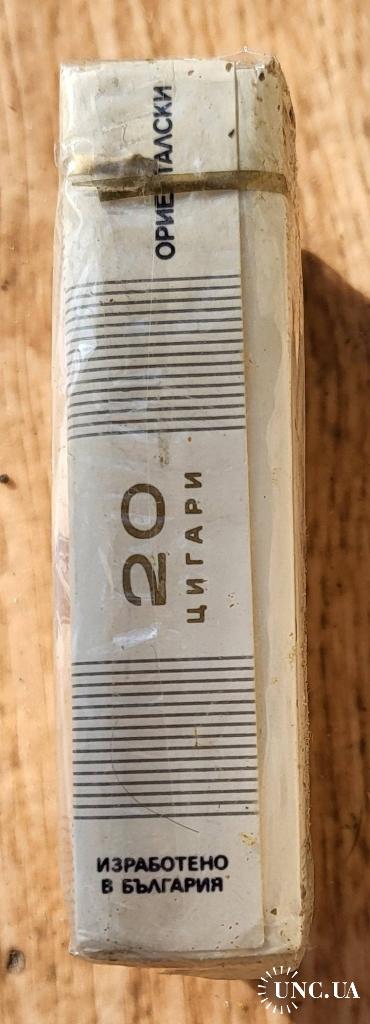 ОРИЕНТАЛСКИ
20
ЦИГАРИ
ИЗРАБОТЕНО
В БЪЛГАРИЯ
UNC.UA